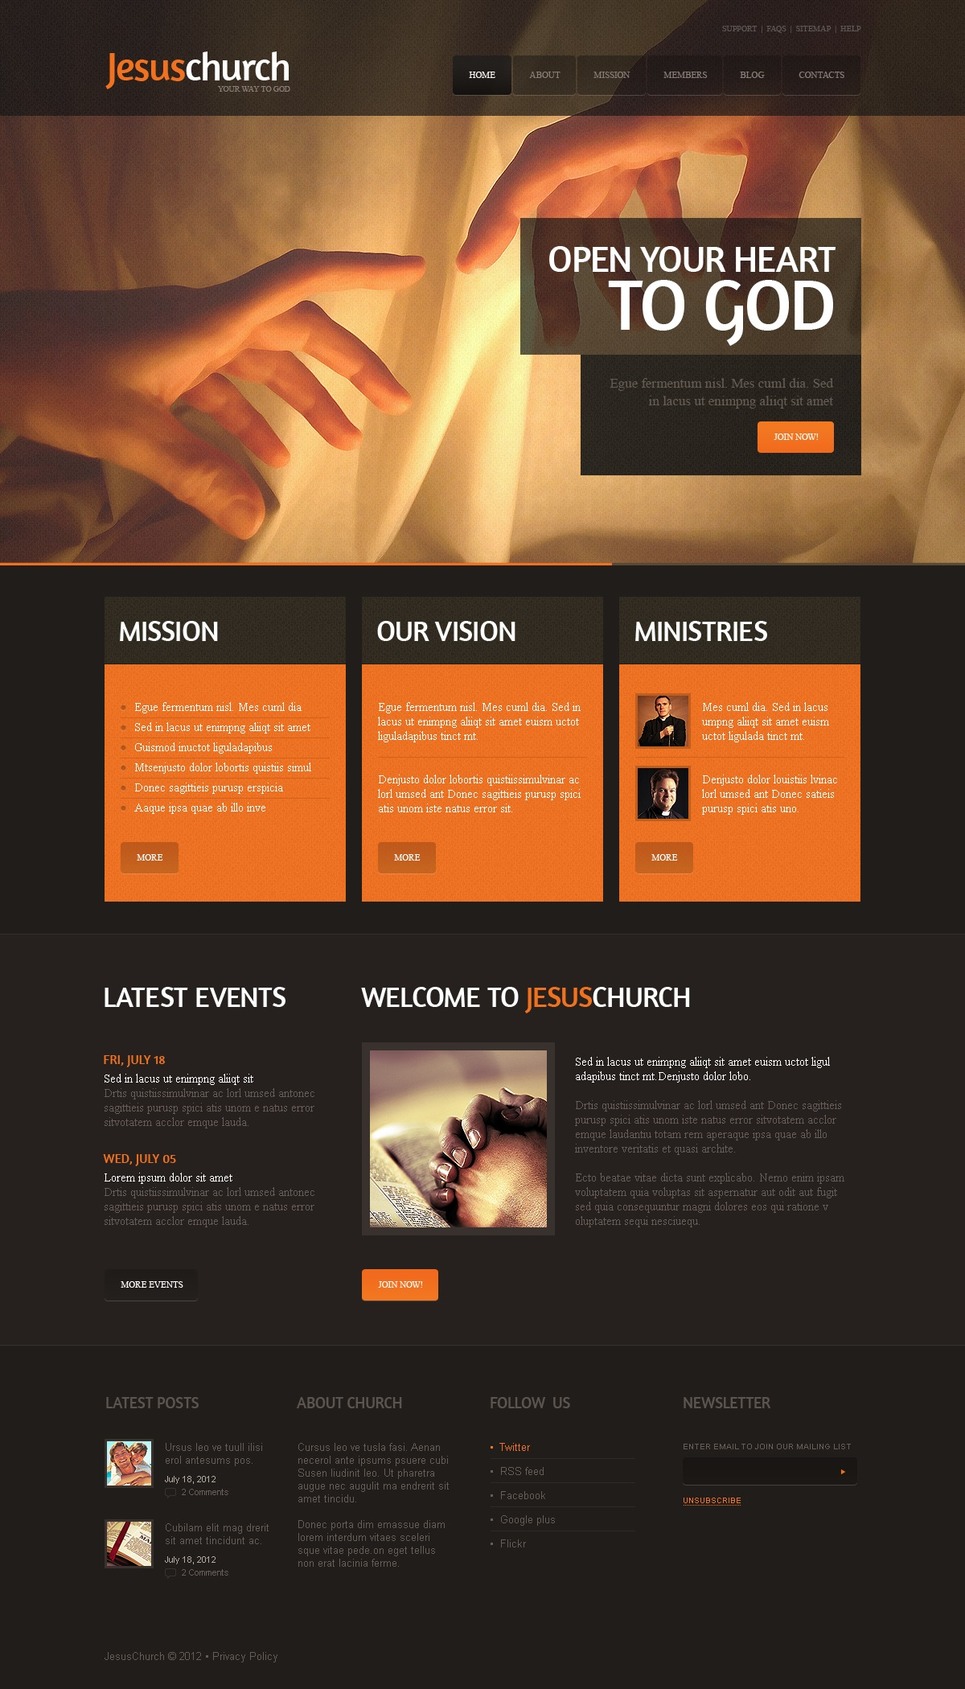 SUPPORT | FAQS | SITEMAP | HELP
Jesuschurch
YOUR WAY TO GOD
HOME ABOUT MISSION MEMBERS BLOG CONTACTS
OPEN YOUR HEART
TO GOD
Egue fermentum nisl. Mes cuml dia. Sed
in lacus ut enimpng aliiqt sit amet
JOIN NOW!
MISSION
Egue fermentum nisl. Mes cuml dia
Sed in lacus ut enimpng aliiqt sit amet
Guismod inuctot liguladapibus
Mtsenjusto dolor lobortis quistiis simul
Donec sagittieis purusp erspicia
Aaque ipsa quae ab illo inve
MORE
OUR VISION
Egue fermentum nisl. Mes cuml dia. Sed in
lacus ut enimpng aliiqt sit amet euism uctot
liguladapibus tinct mt.
Denjusto dolor lobortis quistiissimulvinar ac
lorl umsed ant Donec sagittieis purusp spici
atis unom iste natus error sit.
MORE
MINISTRIES
Mes cuml dia. Sed in lacus
umpng aliiqt sit amet euism
uctot ligulada tinct mt.
Denjusto dolor louistiis lvinac
lorl umsed ant Donec satieis
purusp spici atis uno.
MORE
LATEST EVENTS
FRI, JULY 18
Sed in lacus ut enimpng aliiqt sit
Drtis quistiissimulvinar ac lorl umsed antonec
sagittieis purusp spici atis unom e natus error
sitvotatem acclor emque lauda.
WED, JULY 05
Lorem ipsum dolor sit amet
Drtis quistiissimulvinar ac lorl umsed antonec
sagittieis purusp spici atis unom e natus error
sitvotatem acclor emque lauda.
MORE EVENTS
WELCOME TO JESUSCHURCH
Sed in lacus ut enimpng aliiqt sit amet euism uctot ligul
adapibus tinct mt.Denjusto dolor lobo.
Drtis quistiissimulvinar ac lorl umsed ant Donec sagittieis
purusp spici atis unom iste natus error sitvotatem acclor
emque laudantiu totam rem aperaque ipsa quae ab illo
inventore veritatis et quasi archite.
Ecto beatae vitae dicta sunt explicabo. Nemo enim ipsam
voluptatem quia voluptas sit aspernatur aut odit aut fugit
sed quia consequuntur magni dolores eos qui ratione v
oluptatem sequi nesciuequ.
JOIN NOW!
LATEST POSTS
Ursus leo ve tuull ilisi
erol antesums pos.
July 18, 2012
2 Comments
Cubilam elit mag drerit
sit amet tincidunt ac.
July 18, 2012
2 Comments
ABOUT CHURCH
Cursus leo ve tusla fasi. Aenan
necerol ante ipsums psuere cubi
Susen liudinit leo. Ut pharetra
augue nec augulit ma endrerit sit
amet tincidu.
Donec porta dim emassue diam
lorem interdum vitaes sceleri
sque vitae pede.on eget tellus
non erat lacinia ferme.
FOLLOW US
Twitter
RSS feed
Facebook
Google plus
Flickr
NEWSLETTER
ENTER EMAIL TO JOIN OUR MAILING LIST
UNSUBSCRIBE
JesusChurch © 2012 • Privacy Policy